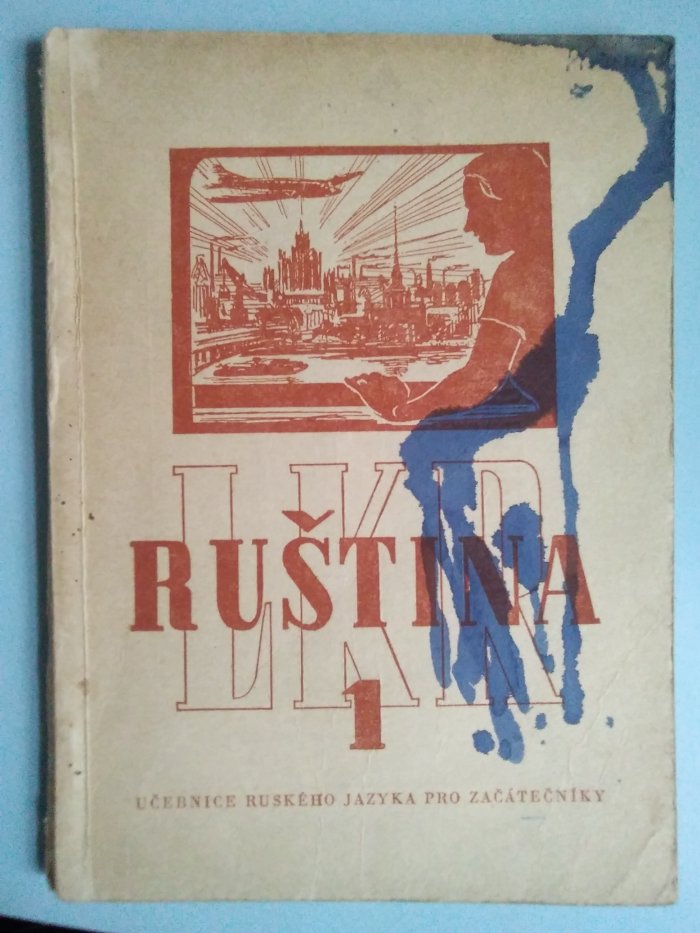 LKR
RUŠTINA
1
UČEBNICE RUSKÉHO JAZYKA PRO ZAČÁTEČNÍKY